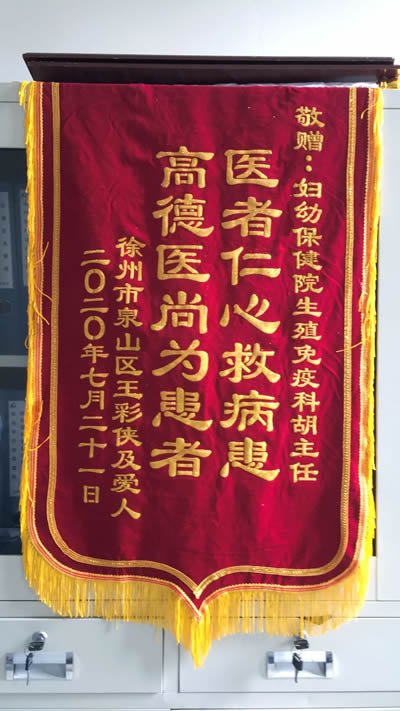 敬赠：妇幼保健院生殖免疫科胡主任
医者仁心救病患
高德医尚为患者
徐州市泉山区王彩侠及爱人
二〇二〇年七月二十一日